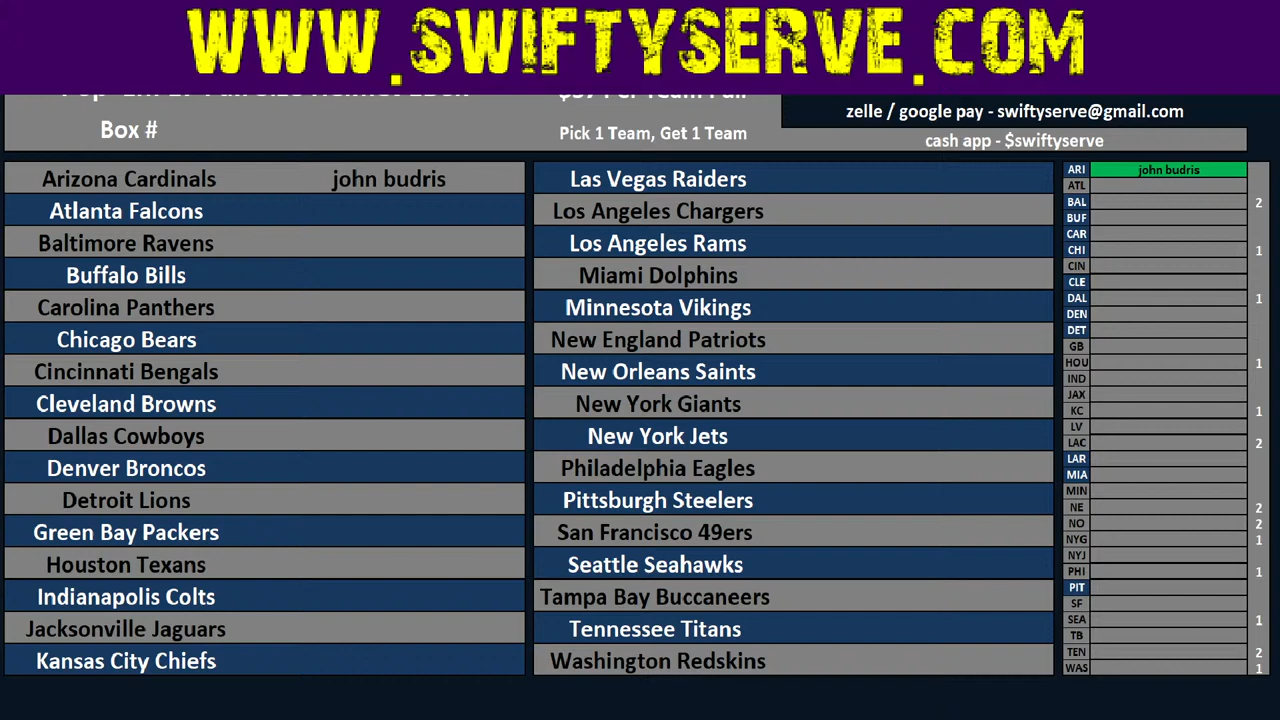 WWW.SWIFTYSERVE.COM
zelle / google pay - swiftyserve@gmail.com
Box #
Pick 1 Team, Get 1 Team
cash app - $swiftyserve
Arizona Cardinals john budris
Atlanta Falcons
Baltimore Ravens
Buffalo Bills
Carolina Panthers
Chicago Bears
Cincinnati Bengals
Cleveland Browns
Dallas Cowboys
Denver Broncos
Detroit Lions
Green Bay Packers
Houston Texans
Indianapolis Colts
Jacksonville Jaguars
Kansas City Chiefs
Las Vegas Raiders
Los Angeles Chargers
Los Angeles Rams
Miami Dolphins
Minnesota Vikings
New England Patriots
New Orleans Saints
New York Giants
New York Jets
Philadelphia Eagles
Pittsburgh Steelers
San Francisco 49ers
Seattle Seahawks
Tampa Bay Buccaneers
Tennessee Titans
Washington Redskins
ARI john budris
ATL
BAL 2
BUF
CAR
CHI 1
CIN
CLE
DAL 1
DEN
DET
GB
HOU 1
IND
JAX
KC 1
LV
LAC 2
LAR
MIA
MIN
NE 2
NO 2
NYG 1
NYJ
PHI 1
PIT
SF
SEA 1
TB
TEN 2
WAS 1